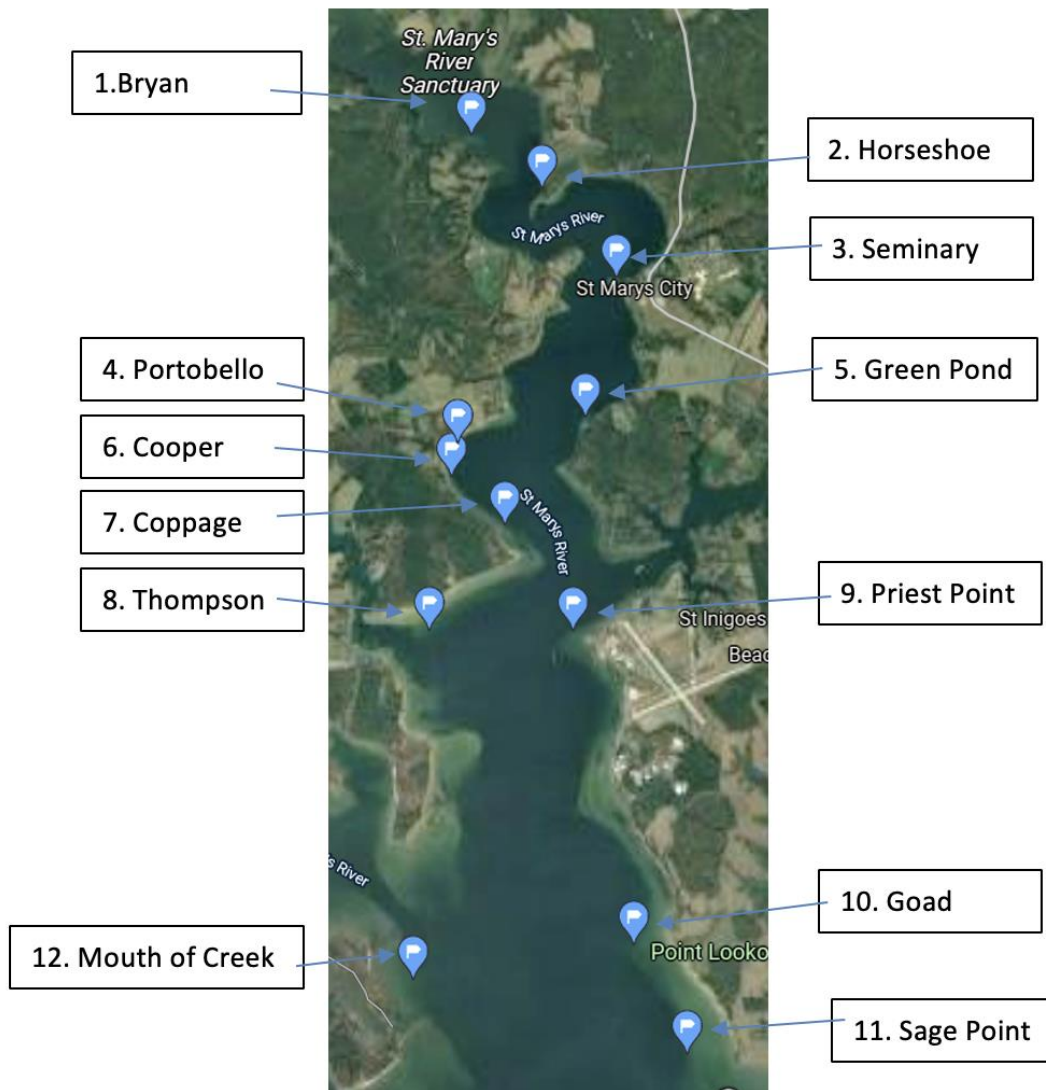 St. Mary's
River
Sanctuary
1.Bryan
2. Horseshoe
St Marys River
3. Seminary
St Marys City
4. Portobello
5. Green Pond
6. Cooper
7. Coppage
St Marys River
8. Thompson
9. Priest Point
St Inigoes
Beac
's River
10. Goad
Point Looko
12. Mouth of Creek
11. Sage Point